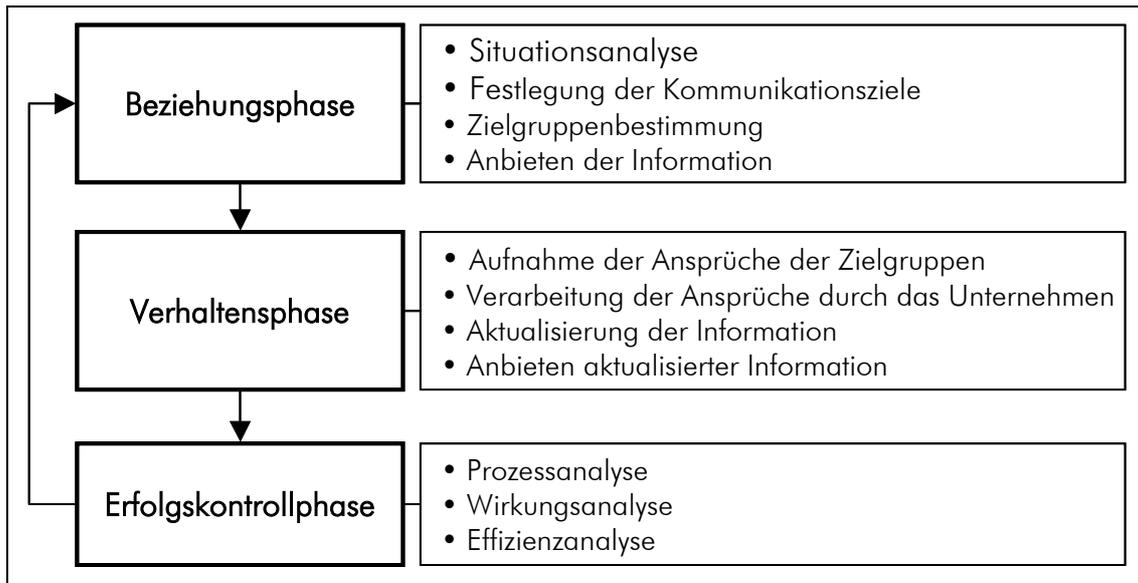 Beziehungsphase
• Situationsanalyse
• Festlegung der Kommunikationsziele
• Zielgruppenbestimmung
• Anbieten der Information
Verhaltensphase
• Aufnahme der Ansprüche der Zielgruppen
• Verarbeitung der Ansprüche durch das Unternehmen
• Aktualisierung der Information
• Anbieten aktualisierter Information
Erfolgskontrollphase
• Prozessanalyse
• Wirkungsanalyse
• Effizienzanalyse